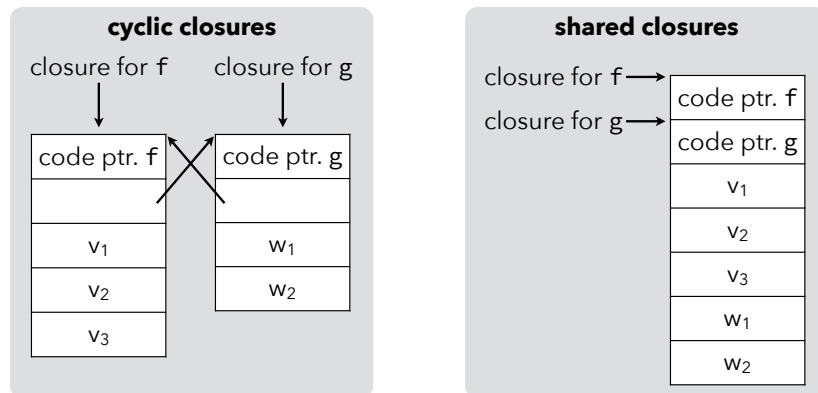 cyclic closures
closure for f closure for g
code ptr. f code ptr. g
v1 w1
v2 w2
v3
shared closures
closure for f
code ptr. f
closure for g
code ptr. g
v1
v2
v3
w1
w2